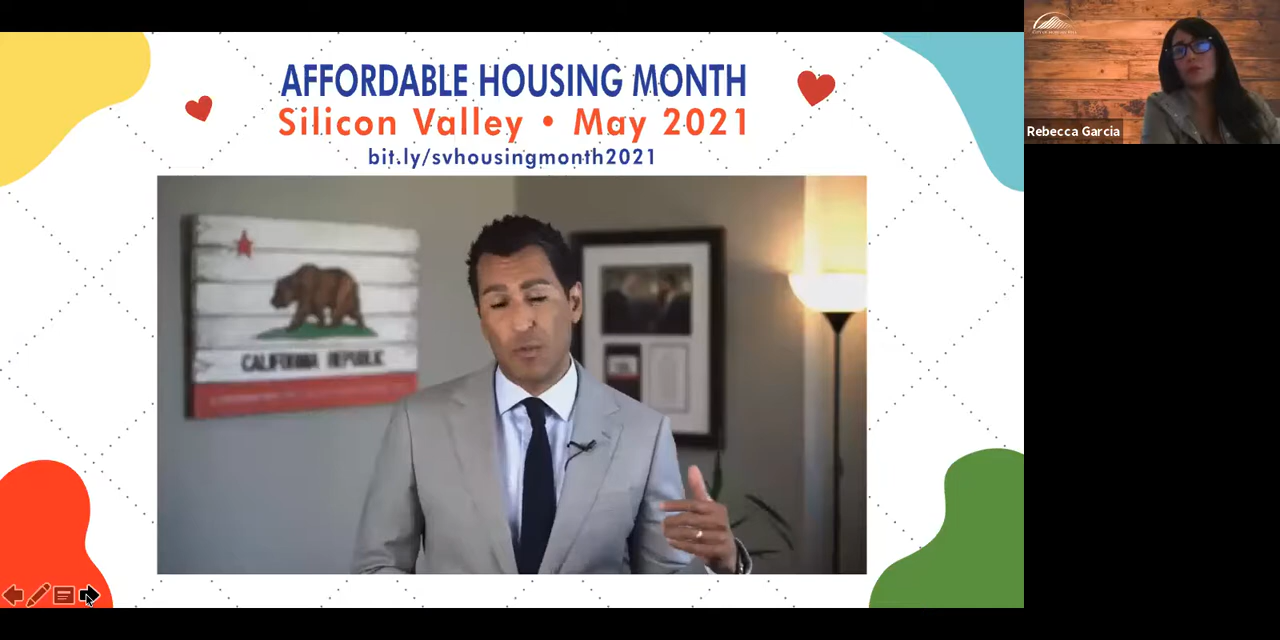 AFFORDABLE HOUSING MONTH
Silicon Valley • May 2021
bit.ly/svhousingmonth2021
CALIFORNIA REPUBLIC
Rebecca Garcia